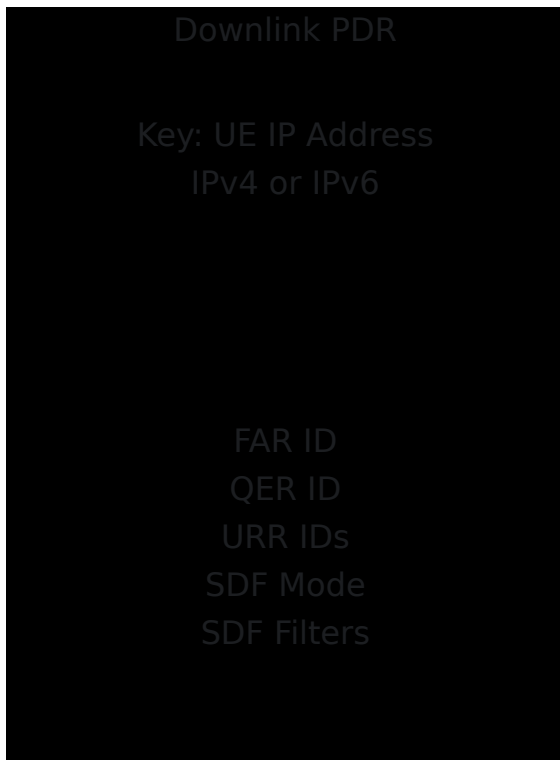 Downlink PDR
Key: UE IP Address
IPv4 or IPv6
FAR ID
QER ID
URR IDs
SDF Mode
SDF Filters